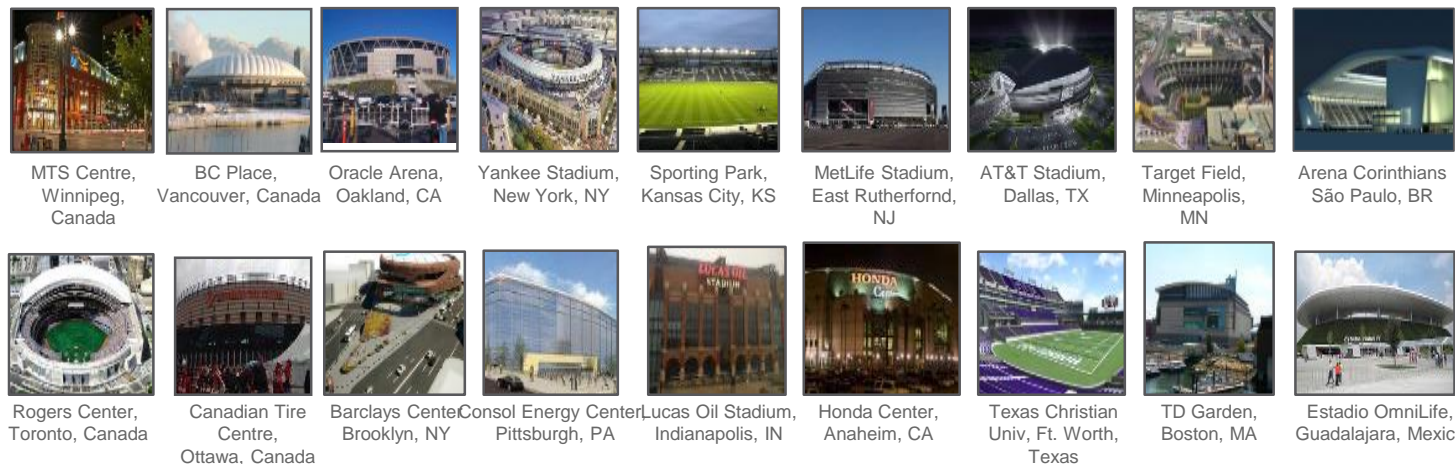 MTS Centre,
Winnipeg,
Canada
BC Place,
Vancouver, Canada
Oracle Arena,
Oakland, CA
Yankee Stadium,
New York, NY
Sporting Park,
Kansas City, KS
MetLife Stadium,
East Rutherfornd,
NJ
AT&T Stadium,
Dallas, TX
Target Field,
Minneapolis,
MN
Arena Corinthians
São Paulo, BR
LUCAS OIL
STADIUM
HONDA
Center
Rogers Center,
Toronto, Canada
Canadian Tire
Centre,
Ottawa, Canada
Barclays Center
Brooklyn, NY
Consol Energy Center,
Pittsburgh, PA
Lucas Oil Stadium,
Indianapolis, IN
Honda Center,
Anaheim, CA
Texas Christian
Univ, Ft. Worth,
Texas
TD Garden,
Boston, MA
Estadio OmniLife,
Guadalajara, Mexic